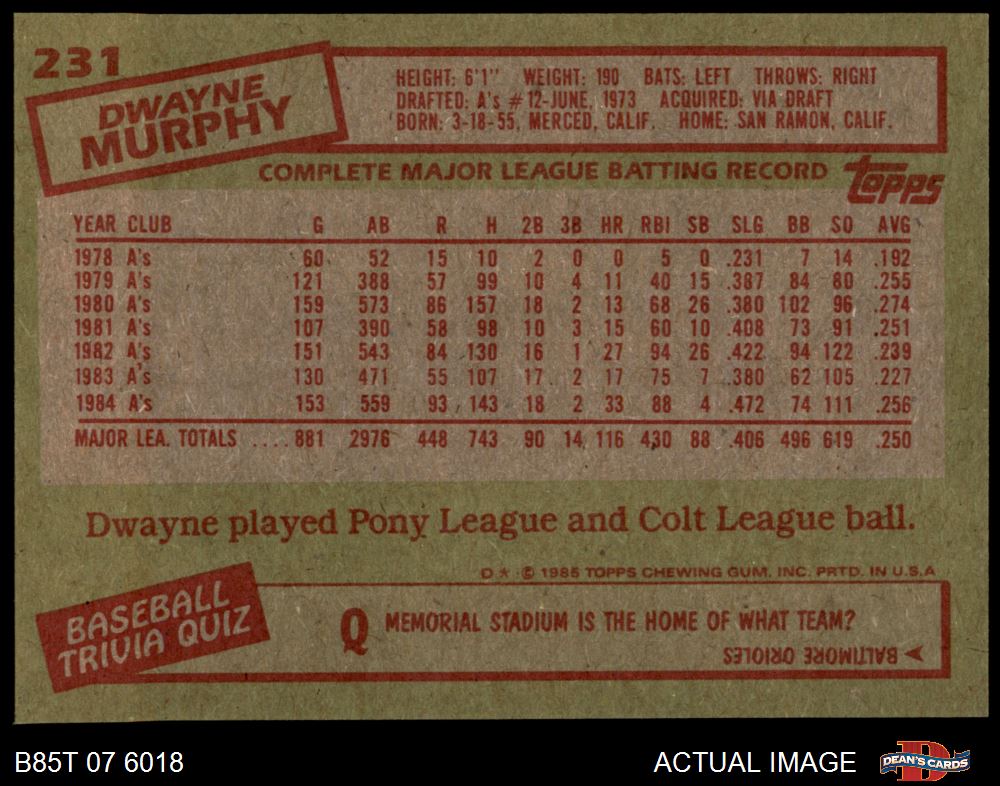 231
DWAYNE
MURPHY
HEIGHT: 6'1" WEIGHT: 190 BATS: LEFT THROWS: RIGHT
DRAFTED: A's #12-JUNE, 1973 ACQUIRED: VIA DRAFT
BORN: 3-18-55, MERCED, CALIF. HOME: SAN RAMON, CALIF.
COMPLETE MAJOR LEAGUE BATTING RECORD
topps
YEAR CLUB G AB R H 2B 3B HR RBI SB SLG BB SO AVG
1978 A's 60 52 15 10 2 0 0 5 0 .231 7 14 .192
1979 A's 121 388 57 99 10 4 11 40 15 .387 84 80 .255
1980 A's 159 573 86 157 18 2 13 68 26 .380 102 96 .274
1981 A's 107 390 58 98 10 3 15 60 10 .408 73 91 .251
1982 A's 151 543 84 130 16 1 27 94 26 .422 94 122 .239
1983 A's 130 471 55 107 17 2 17 75 7 .380 62 105 .227
1984 A's 153 559 93 143 18 2 33 88 4 .472 74 111 .256
MAJOR LEA. TOTALS .... 881 2976 448 743 90 14 116 430 88 .406 496 619 .250
Dwayne played Pony League and Colt League ball.
D★ © 1985 TOPPS CHEWING GUM, INC. PRTD. IN U.S.A
BASEBALL
TRIVIA QUIZ
Q MEMORIAL STADIUM IS THE HOME OF WHAT TEAM?
BALTIMORE ORIOLES
B85T 07 6018
ACTUAL IMAGE
D
DEAN'S CARDS